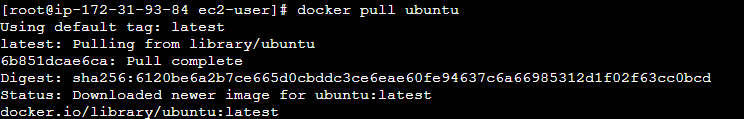 [root@ip-172-31-93-84 ec2-user]# docker pull ubuntu
Using default tag: latest
latest: Pulling from library/ubuntu
6b851dcae6ca: Pull complete
Digest: sha256:6120be6a2b7ce665d0cbddc3ce6eae60fe94637c6a66985312d1f02f63cc0bcd
Status: Downloaded newer image for ubuntu:latest
docker.io/library/ubuntu:latest